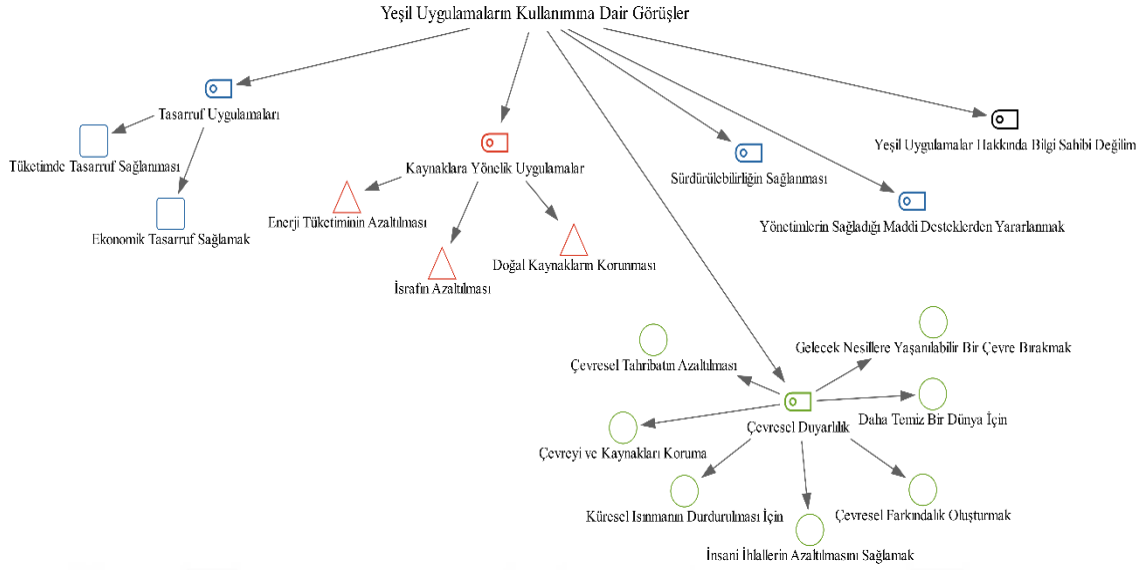 Yeşil Uygulamaların Kullanımına Dair Görüşler
Tasarruf Uygulamaları
Tüketimde Tasarruf Sağlanması
Ekonomik Tasarruf Sağlamak
Kaynaklara Yönelik Uygulamalar
Enerji Tüketiminin Azaltılması
İsrafın Azaltılması
Doğal Kaynakların Korunması
Sürdürülebilirliğin Sağlanması
Yönetimlerin Sağladığı Maddi Desteklerden Yararlanmak
Yeşil Uygulamalar Hakkında Bilgi Sahibi Değilim
Çevresel Duyarlılık
Çevresel Tahribatın Azaltılması
Gelecek Nesillere Yaşanılabilir Bir Çevre Bırakmak
Daha Temiz Bir Dünya İçin
Çevreyi ve Kaynakları Koruma
Küresel Isınmanın Durdurulması İçin
Çevresel Farkındalık Oluşturmak
İnsani İhlallerin Azaltılmasını Sağlamak